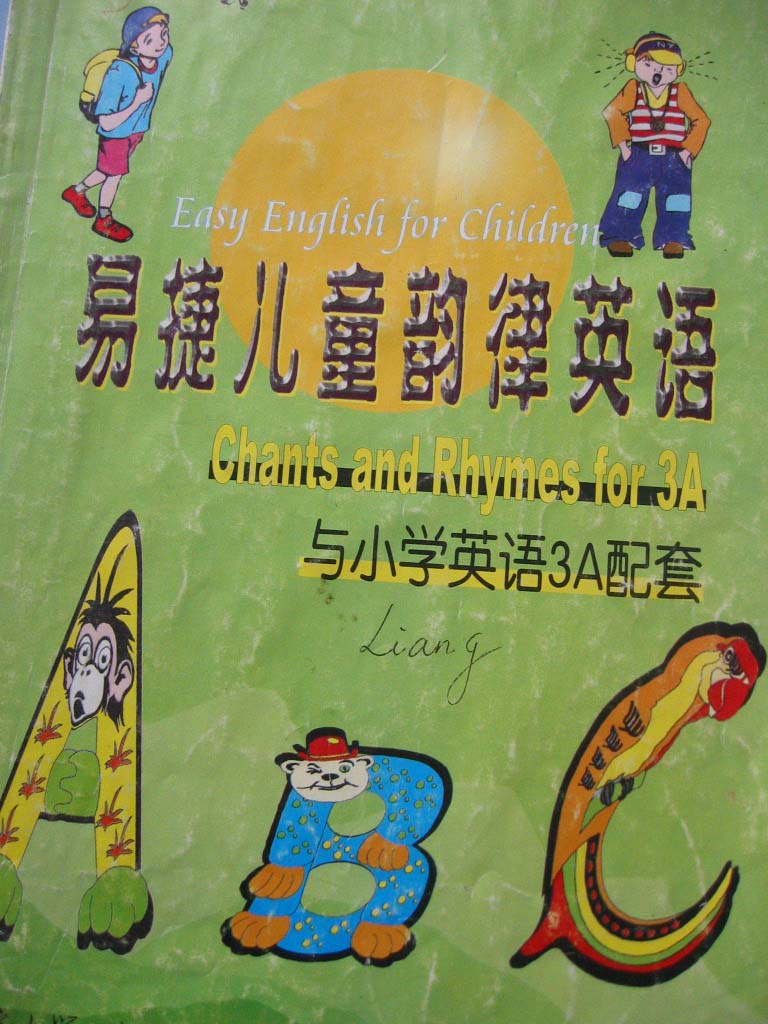 NY
Easy English for Children
易捷儿童韵律英语
Chants and Rhymes for 3A
与小学英语3A配套
Liang
A B C